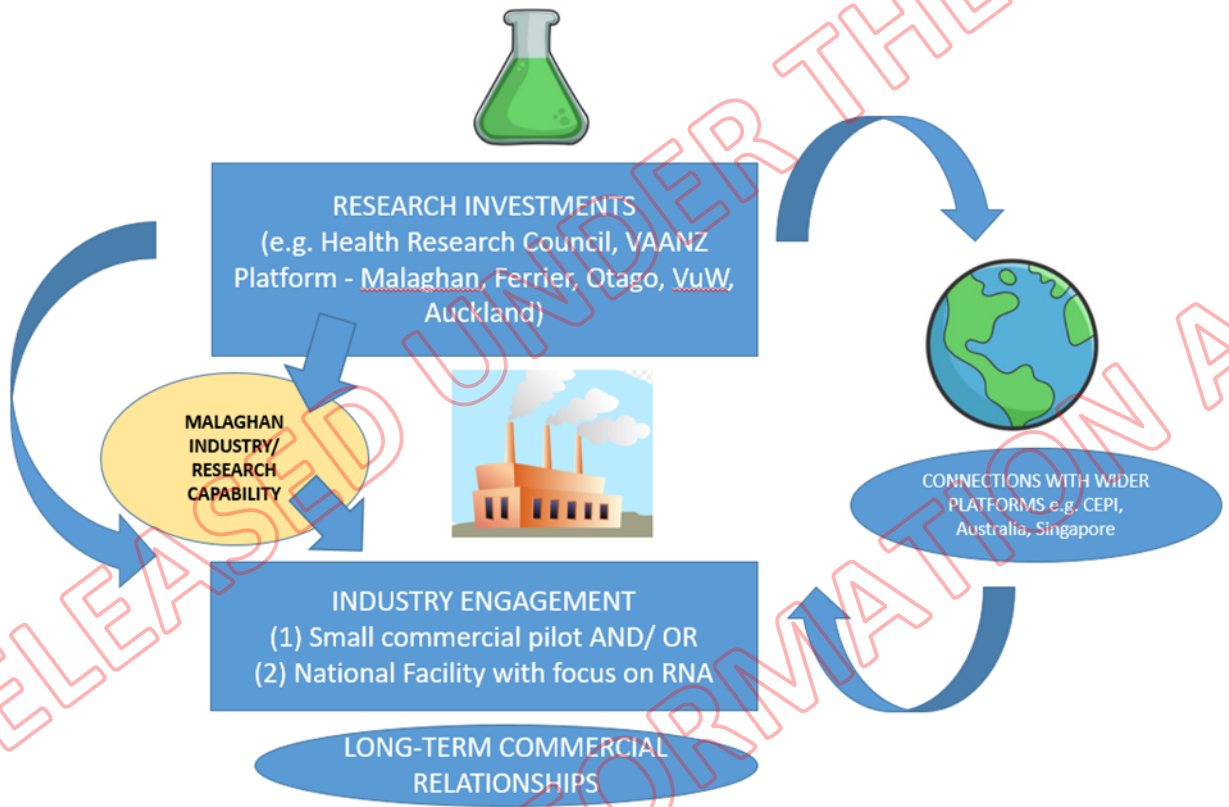 RESEARCH INVESTMENTS
(e.g. Health Research Council, VAANZ
Platform - Malaghan, Ferrier, Otago, VuW,
Auckland)
MALAGHAN
INDUSTRY/
RESEARCH
CAPABILITY
CONNECTIONS WITH WIDER
PLATFORMS e.g. CEPI,
Australia, Singapore
INDUSTRY ENGAGEMENT
(1) Small commercial pilot AND/ OR
(2) National Facility with focus on RNA
LONG-TERM COMMERCIAL
RELATIONSHIPS
ELEASED UNDER THE
FORMATION A